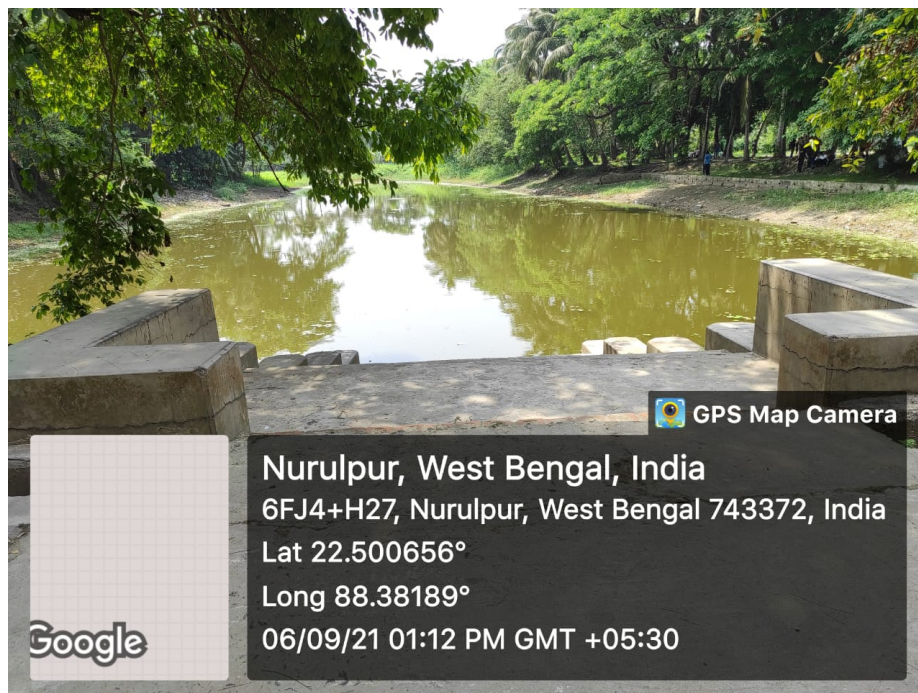 GPS Map Camera
Nurulpur, West Bengal, India
6FJ4+H27, Nurulpur, West Bengal 743372, India
Lat 22.500656°
Long 88.38189°
06/09/21 01:12 PM GMT +05:30
Google